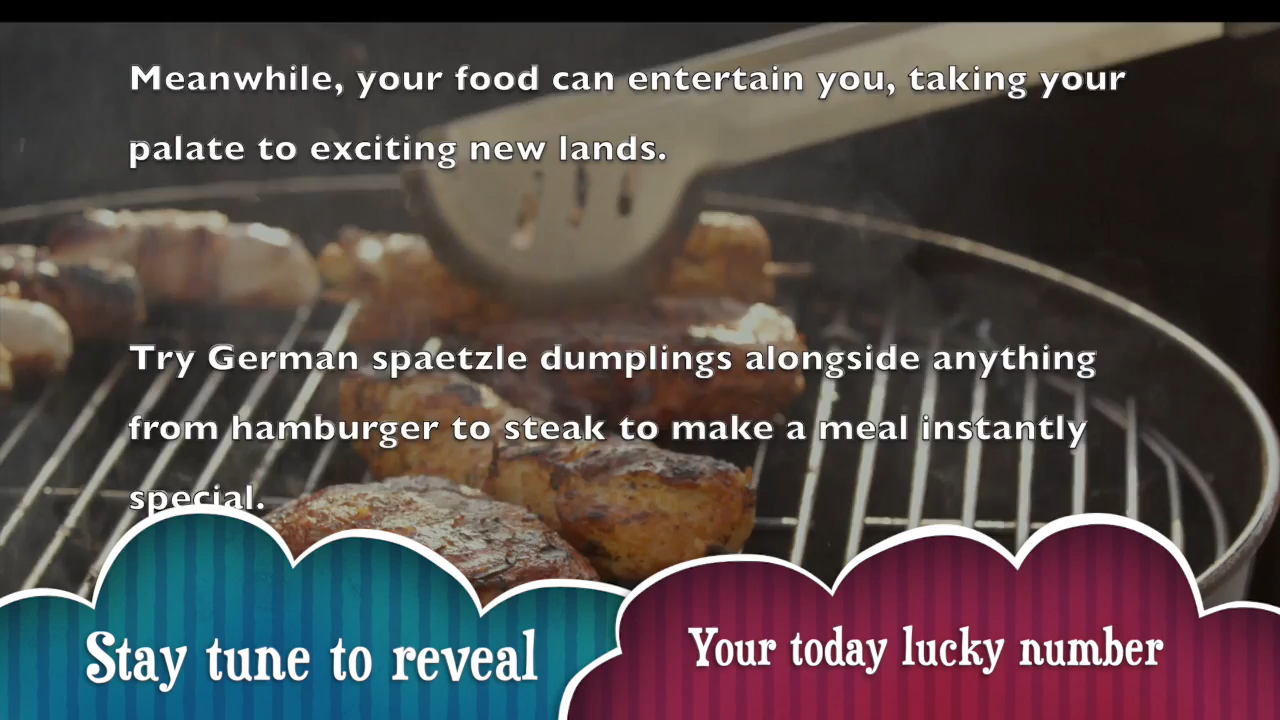 Meanwhile, your food can entertain you, taking your
palate to exciting new lands.
Try German spaetzle dumplings alongside anything
from hamburger to steak to make a meal instantly
special.
Stay tune to reveal
Your today lucky number